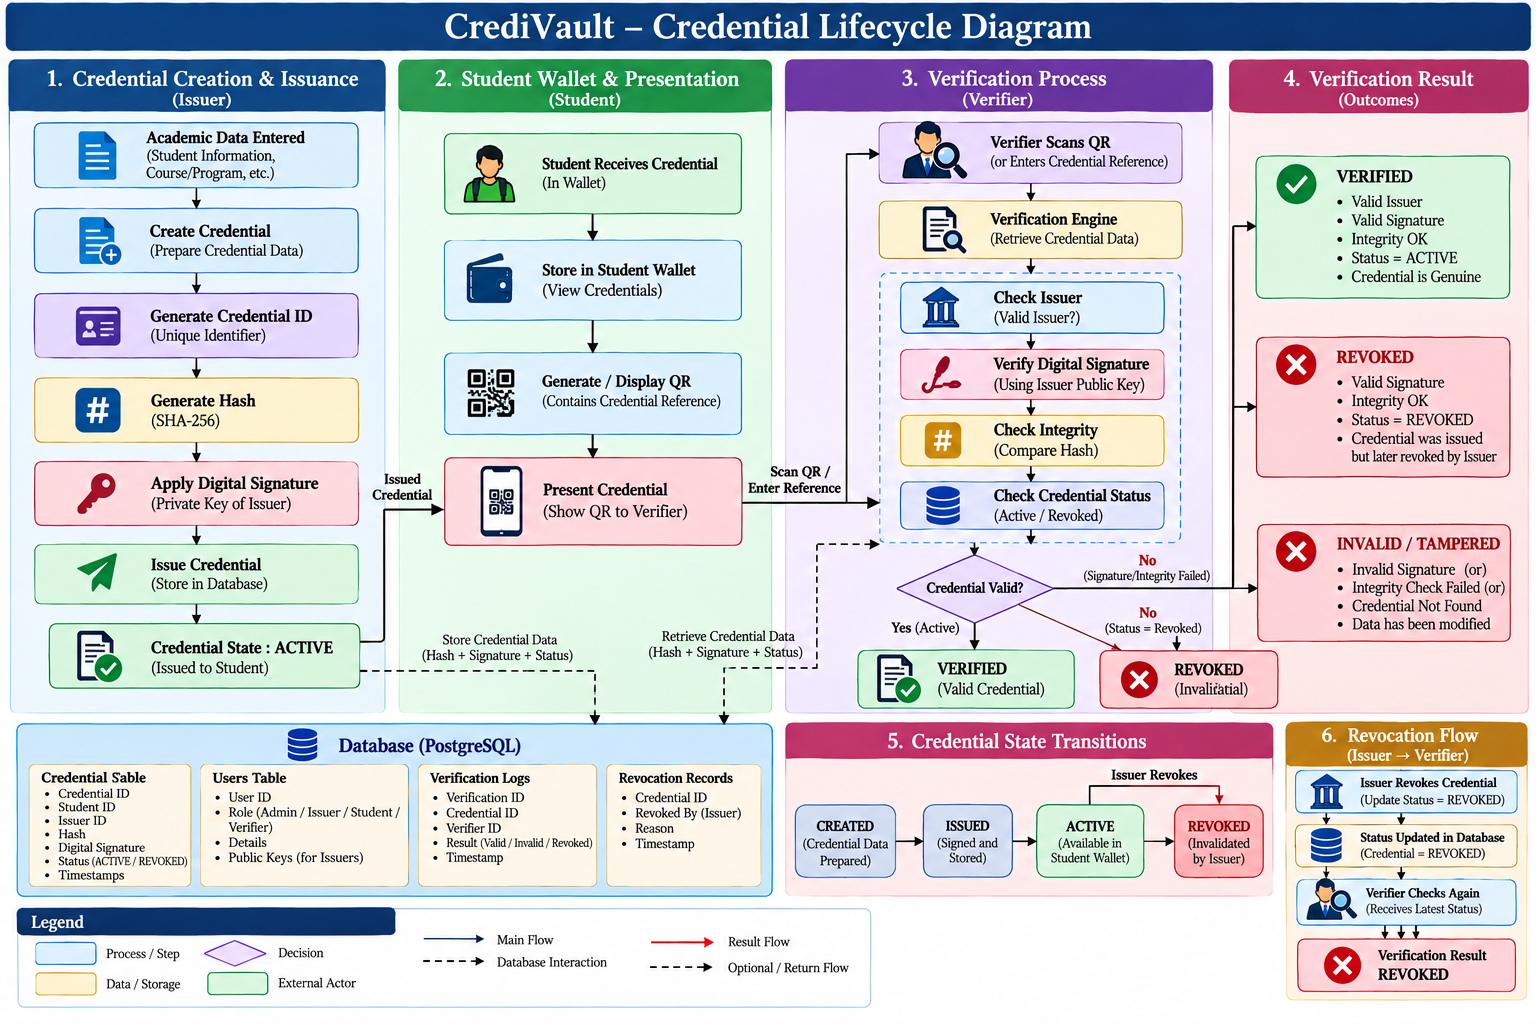 CrediVault – Credential Lifecycle Diagram
1. Credential Creation & Issuance
(Issuer)
Academic Data Entered
(Student Information,
Course/Program, etc.)
Create Credential
(Prepare Credential Data)
Generate Credential ID
(Unique Identifier)
#
Generate Hash
(SHA-256)
Apply Digital Signature
(Private Key of Issuer)
Issue Credential
(Store in Database)
Credential State : ACTIVE
(Issued to Student)
Issued
Credential
2. Student Wallet & Presentation
(Student)
Student Receives Credential
(In Wallet)
Store in Student Wallet
(View Credentials)
Generate / Display QR
(Contains Credential Reference)
Present Credential
(Show QR to Verifier)
Scan QR /
Enter Reference
Store Credential Data
(Hash + Signature + Status)
Retrieve Credential Data
(Hash + Signature + Status)
3. Verification Process
(Verifier)
Verifier Scans QR
(or Enters Credential Reference)
Verification Engine
(Retrieve Credential Data)
Check Issuer
(Valid Issuer?)
Verify Digital Signature
(Using Issuer Public Key)
#
Check Integrity
(Compare Hash)
Check Credential Status
(Active / Revoked)
Credential Valid?
No
(Signature/Integrity Failed)
No
(Status = Revoked)
Yes (Active)
VERIFIED
(Valid Credential)
REVOKED
4. Verification Result
(Outcomes)
VERIFIED
• Valid Issuer
• Valid Signature
• Integrity OK
• Status = ACTIVE
• Credential is Genuine
REVOKED
• Valid Signature
• Integrity OK
• Status = REVOKED
• Credential was issued
but later revoked by Issuer
INVALID / TAMPERED
• Invalid Signature (or)
• Integrity Check Failed (or)
• Credential Not Found
• Data has been modified
Database (PostgreSQL)
Credential Sable
• Credential ID
• Student ID
• Issuer ID
• Hash
• Digital Signature
• Status (ACTIVE / REVOKED)
• Timestamps
Users Table
• User ID
• Role (Admin / Issuer / Student /
Verifier)
• Details
• Public Keys (for Issuers)
Verification Logs
• Verification ID
• Credential ID
• Verifier ID
• Result (Valid / Invalid / Revoked)
• Timestamp
Revocation Records
• Credential ID
• Revoked By (Issuer)
• Reason
• Timestamp
5. Credential State Transitions
Issuer Revokes
CREATED
(Credential Data
Prepared)
ISSUED
(Signed and
Stored)
ACTIVE
(Available in
Student Wallet)
REVOKED
(Invalidated
by Issuer)
6. Revocation Flow
(Issuer → Verifier)
Issuer Revokes Credential
(Update Status = REVOKED)
Status Updated in Database
(Credential = REVOKED)
Verifier Checks Again
(Receives Latest Status)
Verification Result
REVOKED
Legend
Process / Step
Decision
Data / Storage
External Actor
Main Flow
Database Interaction
Result Flow
Optional / Return Flow